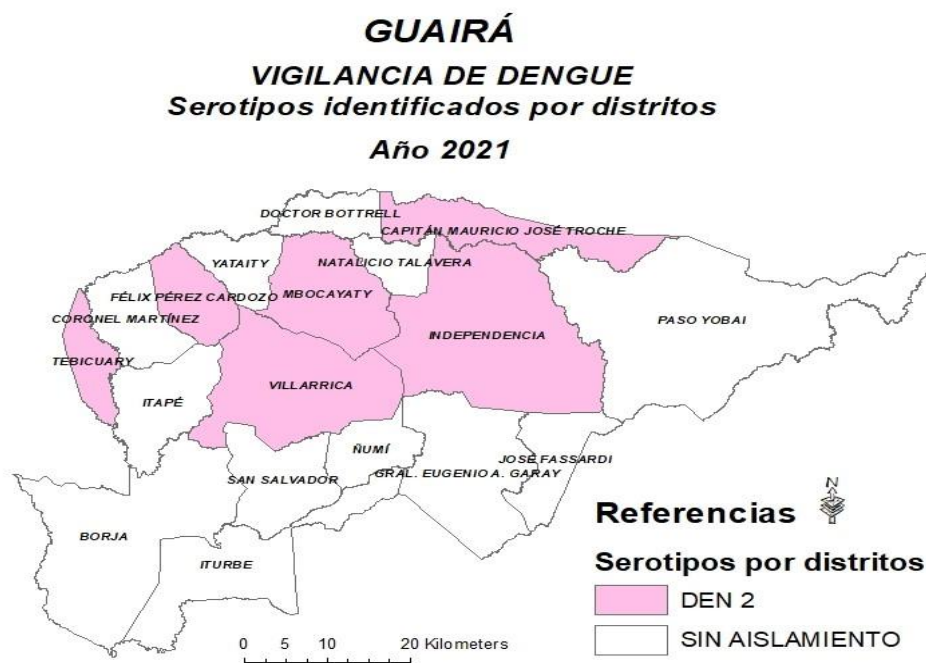 GUAIRÁ
VIGILANCIA DE DENGUE
Serotipos identificados por distritos
Año 2021
DOCTOR BOTTRELL
CAPITÁN MAURICIO JOSÉ TROCHE
YATAITY
NATALICIO TALAVERA
MBOCAYATY
FÉLIX PÉREZ CARDOZO
CORONEL MARTÍNEZ
PASO YOBAI
INDEPENDENCIA
TEBICUARY
VILLARRICA
ITAPÉ
ÑUMÍ
JOSÉ FASSARDI
GRAL. EUGENIO A. GARAY
SAN SALVADOR
BORJA
ITURBE
N
Referencias
Serotipos por distritos
DEN 2
SIN AISLAMIENTO
0 5 10 20 Kilometers